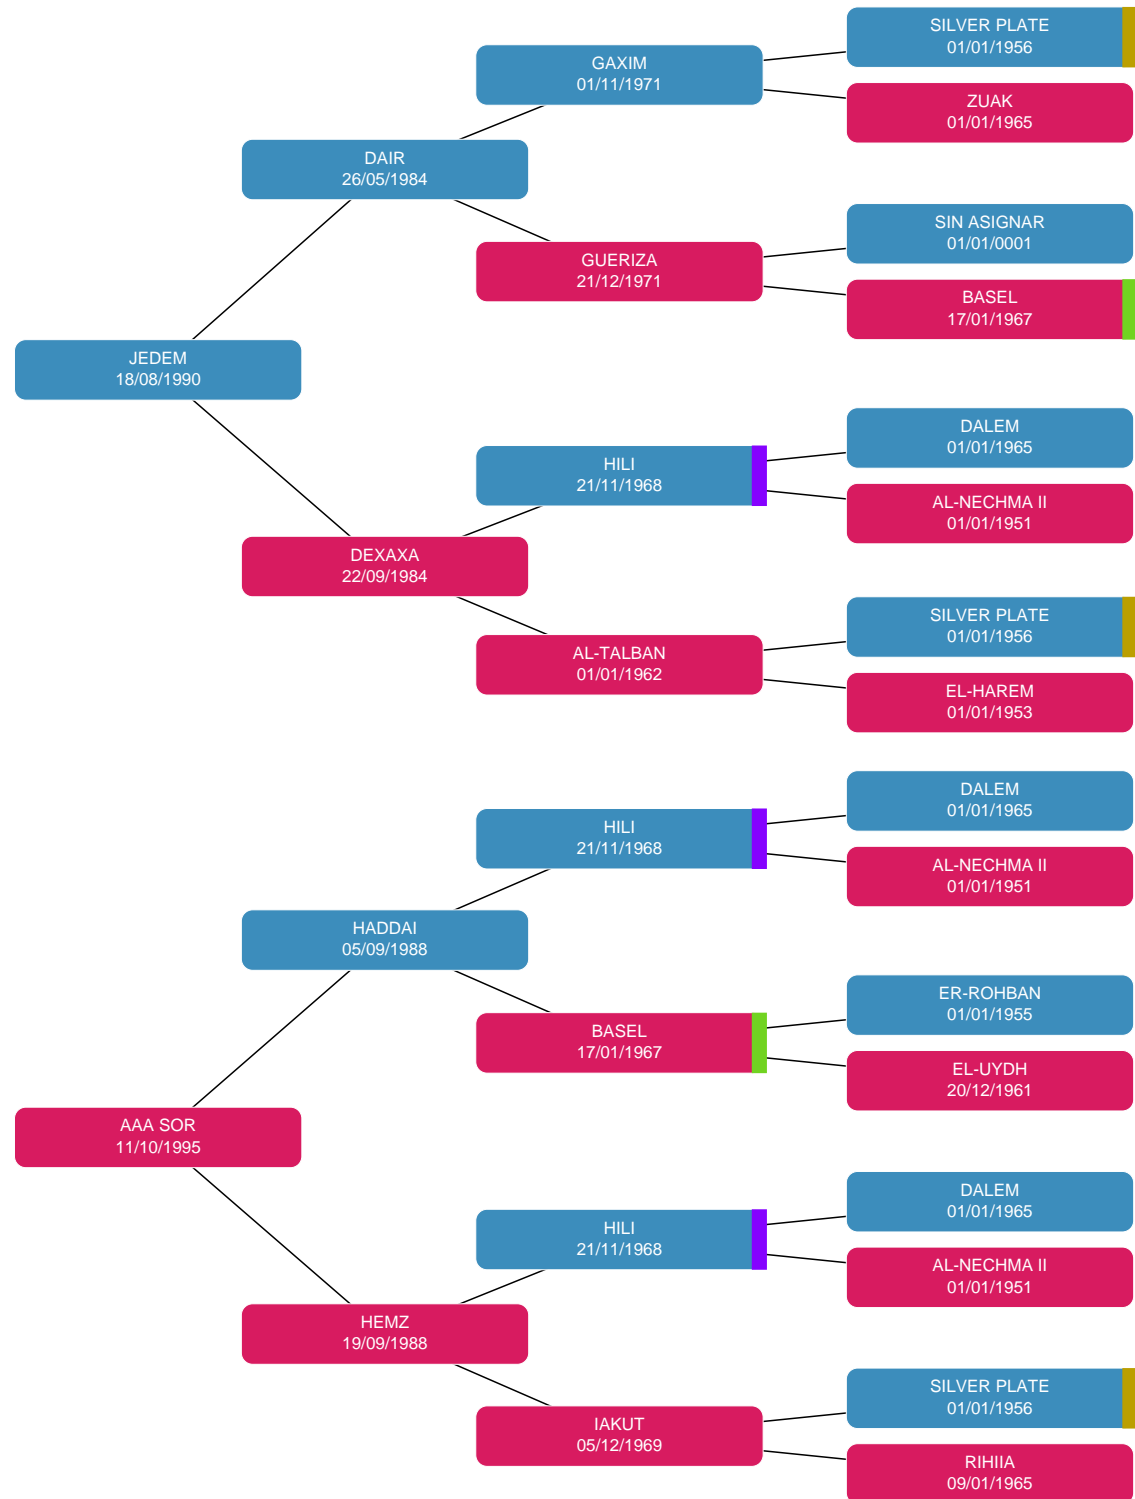 SILVER PLATE
01/01/1956
GAXIM
01/11/1971
ZUAK
01/01/1965
DAIR
26/05/1984
SIN ASIGNAR
01/01/0001
GUERIZA
21/12/1971
BASEL
17/01/1967
JEDEM
18/08/1990
DALEM
01/01/1965
HILI
21/11/1968
AL-NECHMA II
01/01/1951
DEXAXA
22/09/1984
SILVER PLATE
01/01/1956
AL-TALBAN
01/01/1962
EL-HAREM
01/01/1953
DALEM
01/01/1965
HILI
21/11/1968
AL-NECHMA II
01/01/1951
HADDAI
05/09/1988
ER-ROHBAN
01/01/1955
BASEL
17/01/1967
EL-UYDH
20/12/1961
AAA SOR
11/10/1995
DALEM
01/01/1965
HILI
21/11/1968
AL-NECHMA II
01/01/1951
HEMZ
19/09/1988
SILVER PLATE
01/01/1956
IAKUT
05/12/1969
RIHIIA
09/01/1965